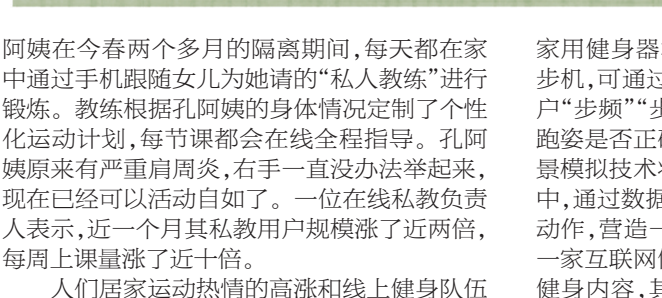 阿姨在今春两个多月的隔离期间,每天都在家
中通过手机跟随女儿为她请的“私人教练”进行
锻炼。教练根据孔阿姨的身体情况定制了个性
化运动计划,每节课都会在线全程指导。孔阿
姨原来有严重肩周炎,右手一直没办法举起来,
现在已经可以活动自如了。一位在线私教负责
人表示,近一个月其私教用户规模涨了近两倍,
每周上课量涨了近十倍。
人们居家运动热情的高涨和线上健身队伍
家用健身器
步机,可通过
户“步频”“步
跑姿是否正
景模拟技术
中,通过数据
动作,营造一
一家互联网
健身内容,其